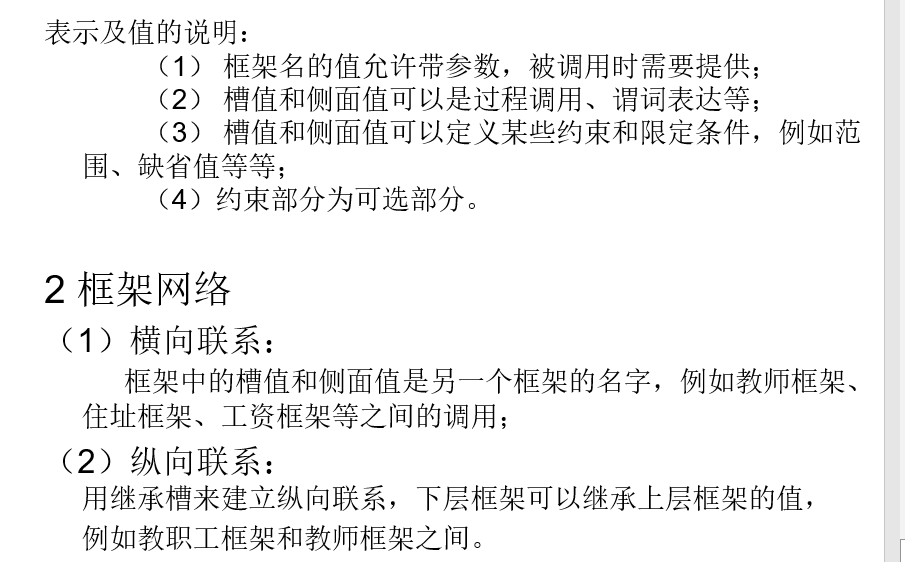 表示及值的说明：
（1） 框架名的值允许带参数，被调用时需要提供；
（2） 槽值和侧面值可以是过程调用、谓词表达等；
（3） 槽值和侧面值可以定义某些约束和限定条件，例如范
围、缺省值等等；
（4）约束部分为可选部分。
2 框架网络
（1）横向联系：
框架中的槽值和侧面值是另一个框架的名字，例如教师框架、
住址框架、工资框架等之间的调用；
（2）纵向联系：
用继承槽来建立纵向联系，下层框架可以继承上层框架的值，
例如教职工框架和教师框架之间。